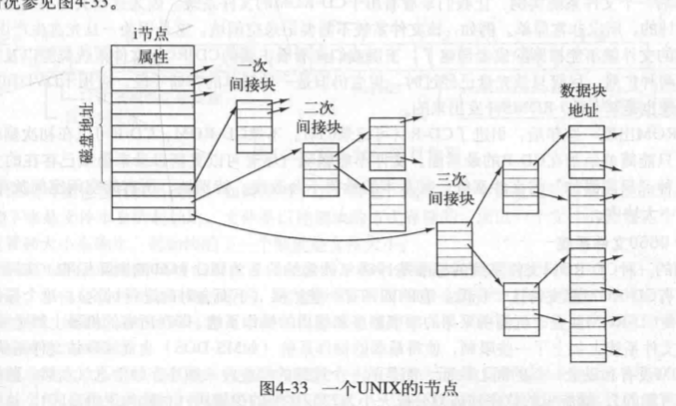 况参见图4-33。
i节点
属性
磁盘地址
一次
间接块
二次
间接块
三次
间接块
数据块
地址
图4-33 一个UNIX的i节点